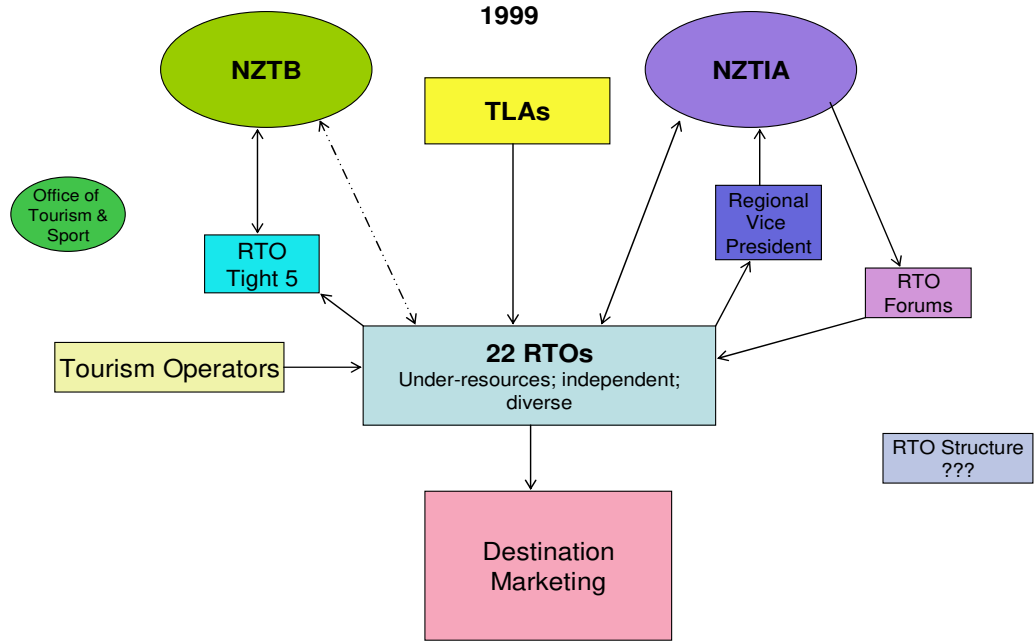 1999
NZTB
NZTIA
TLAs
Office of
Tourism &
Sport
Regional
Vice
President
RTO
Tight 5
RTO
Forums
22 RTOs
Under-resources; independent;
diverse
Tourism Operators
RTO Structure
???
Destination
Marketing